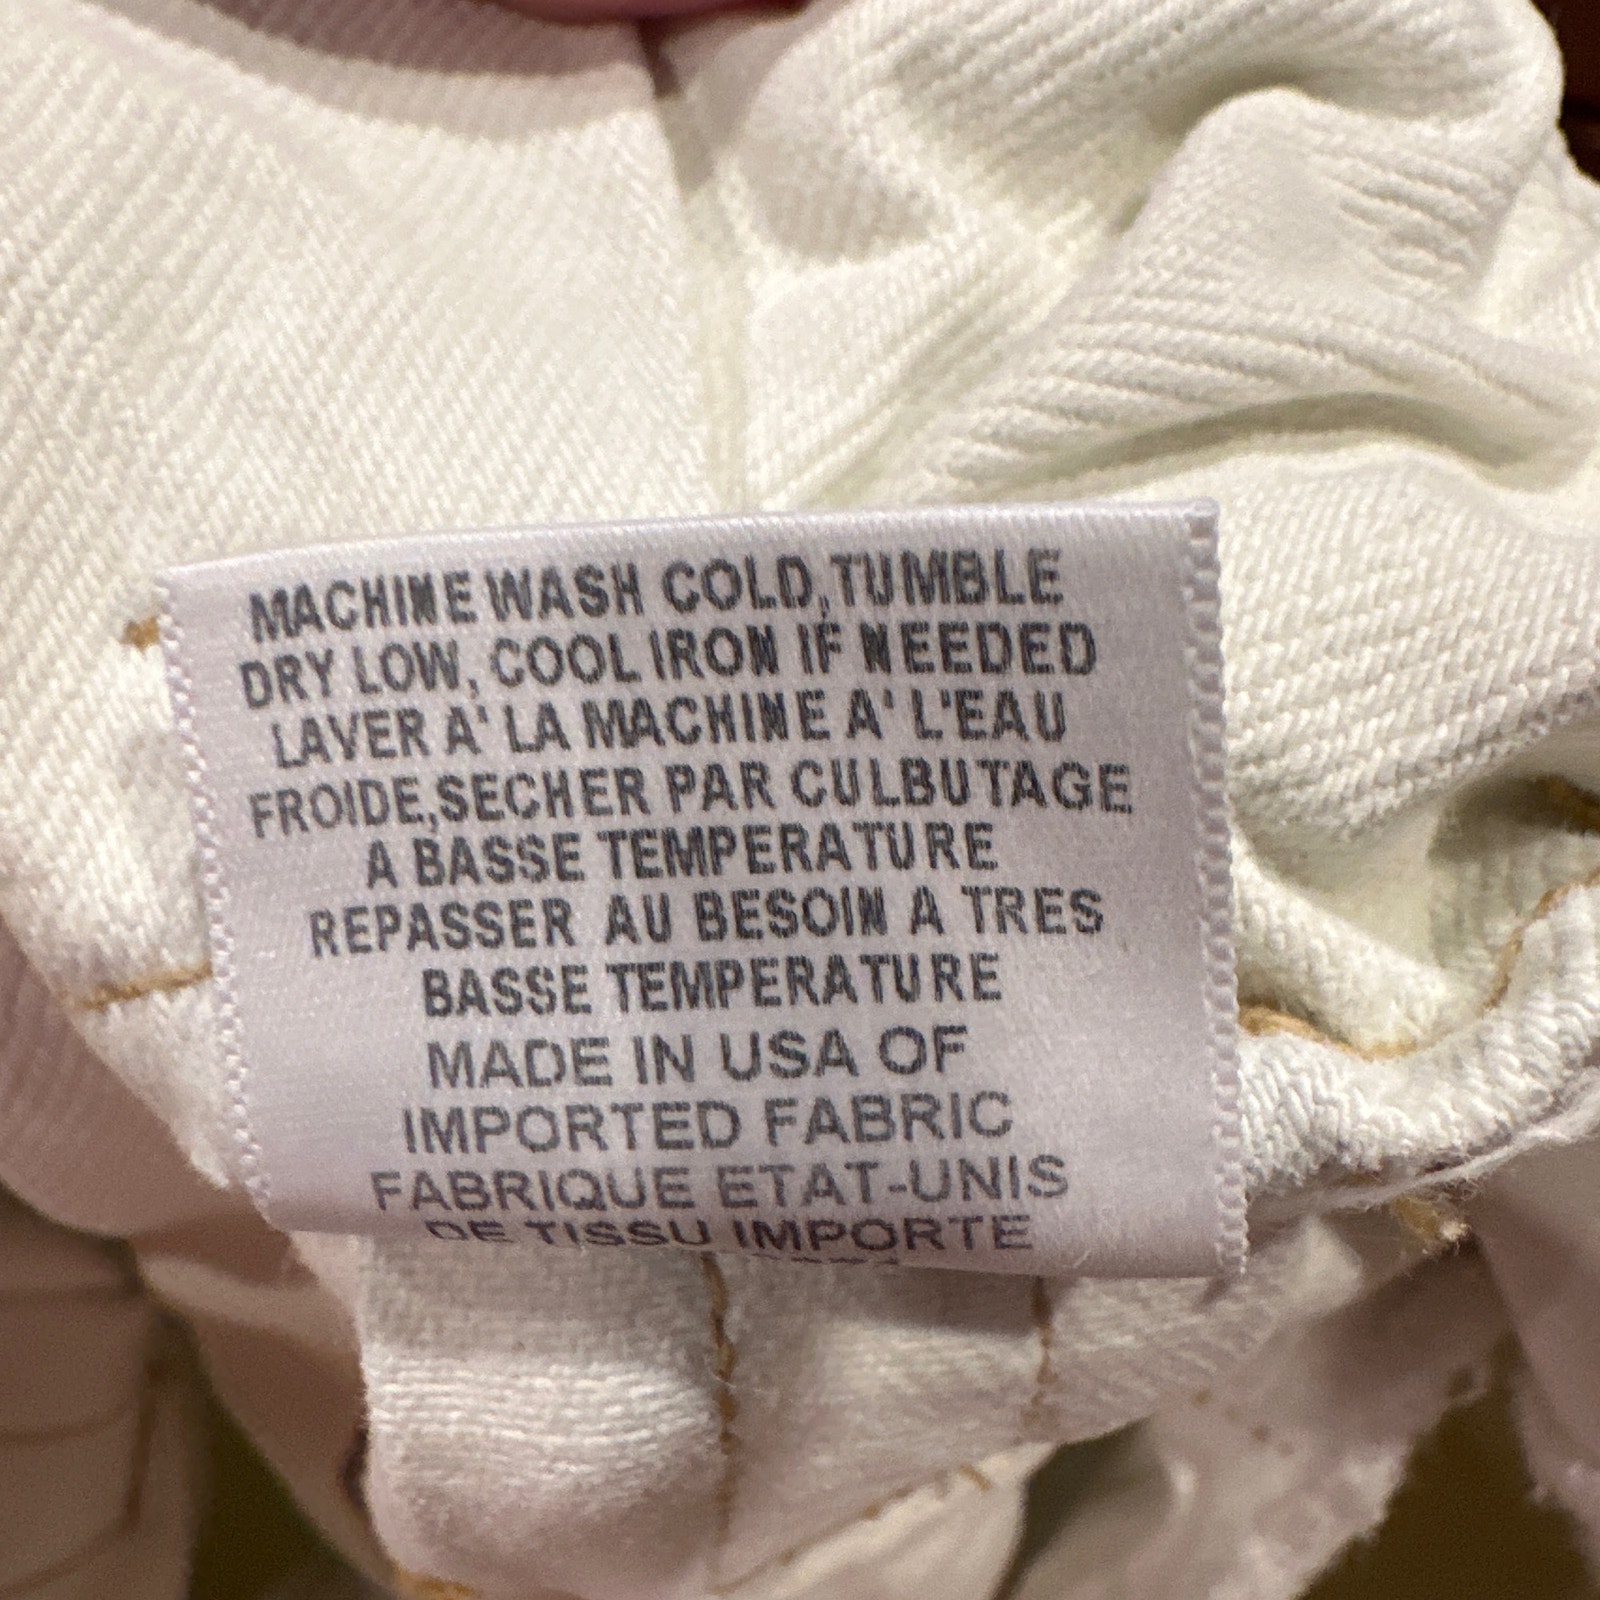 MACHINE WASH COLD,TUMBLE
DRY LOW, COOL IRON IF NEEDED
LAVER A' LA MACHINE A' L'EAU
FROIDE,SECHER PAR CULBUTAGE
A BASSE TEMPERATURE
REPASSER AU BESOIN A TRES
BASSE TEMPERATURE
MADE IN USA OF
IMPORTED FABRIC
FABRIQUE ETAT-UNIS
DE TISSU IMPORTE